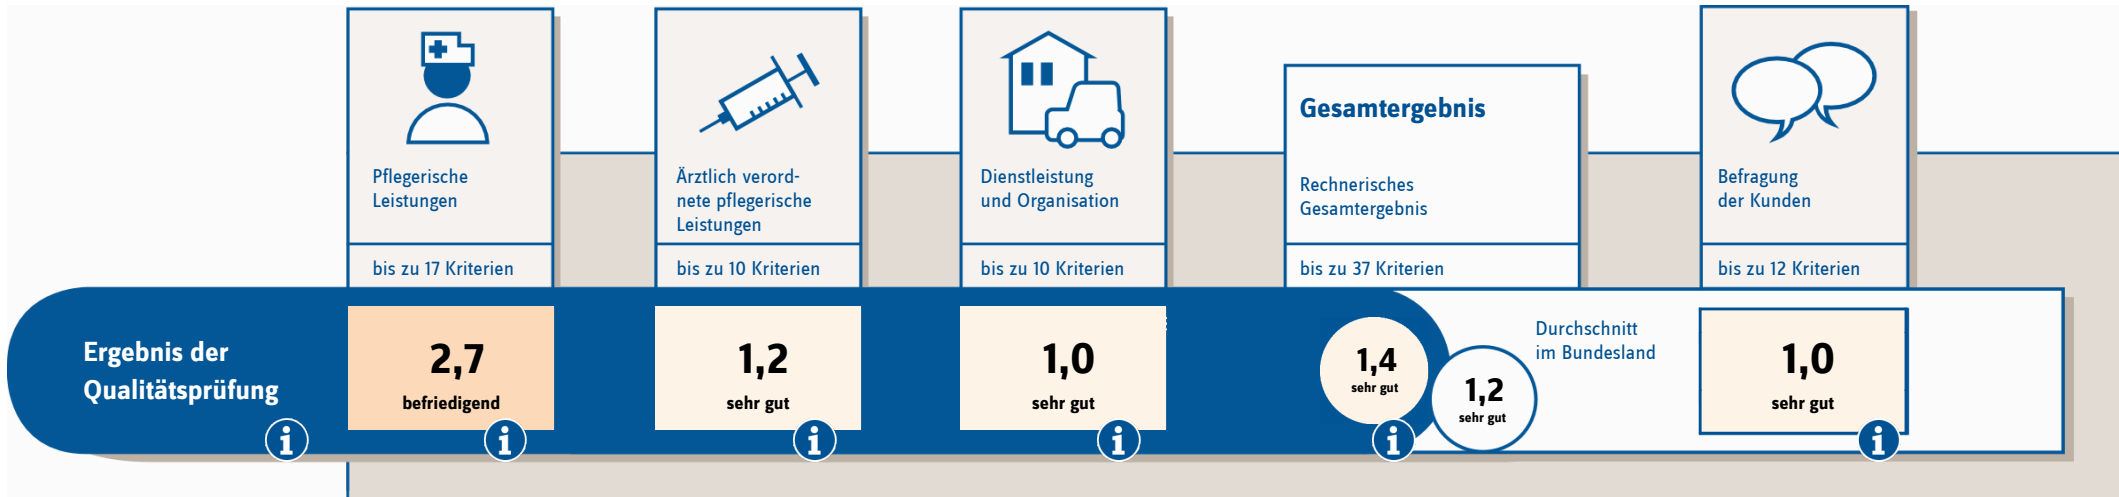 Pflegerische
Leistungen
bis zu 17 Kriterien
Ärztlich verord-
nete pflegerische
Leistungen
bis zu 10 Kriterien
Dienstleistung
und Organisation
bis zu 10 Kriterien
Gesamtergebnis
Rechnerisches
Gesamtergebnis
bis zu 37 Kriterien
Befragung
der Kunden
bis zu 12 Kriterien
Ergebnis der
Qualitätsprüfung
i
2,7
befriedigend
i
1,2
sehr gut
i
1,0
sehr gut
i
1,4
sehr gut
i
1,2
sehr gut
Durchschnitt
im Bundesland
1,0
sehr gut
i